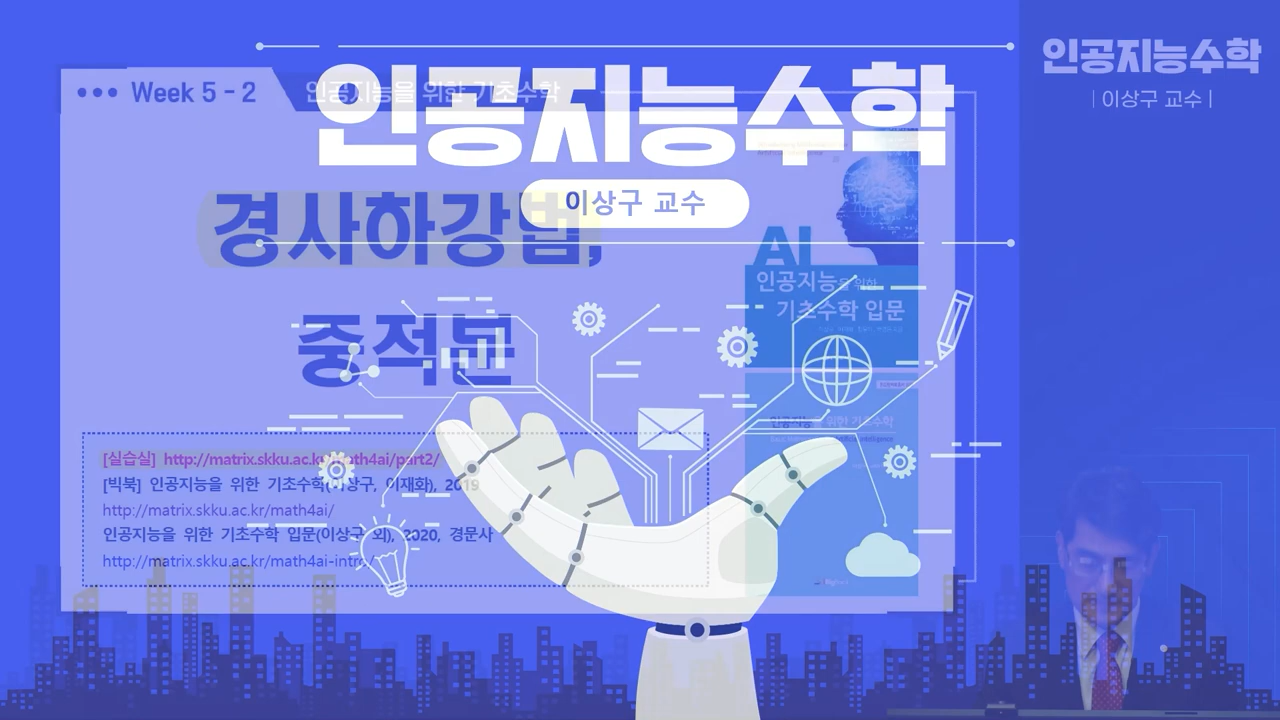 인공지능수학
이상구 교수
Week 5 - 2
인공지능을 위한 기초수학
경사하강법,
중적분
[실습실] http://matrix.skku.ac.kr/math4ai/part2/
[빅북] 인공지능을 위한 기초수학(이상구, 이재화), 2019
http://matrix.skku.ac.kr/math4ai/
인공지능을 위한 기초수학 입문(이상구 외), 2020, 경문사
http://matrix.skku.ac.kr/math4ai-intro/
AI
인공지능을 위한
기초수학 입문
인공지능을 위한 기초수학
인공지능수학
| 이상구 교수 |